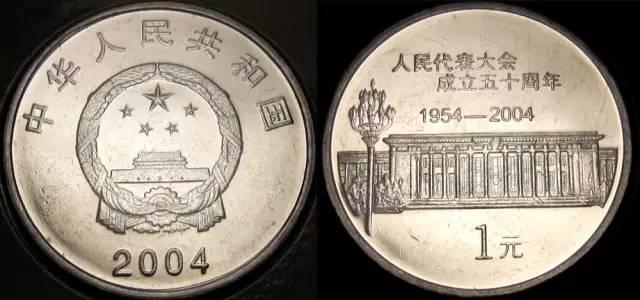 中华人民共和国
2004
人民代表大会
成立五十周年
1954—2004
1元